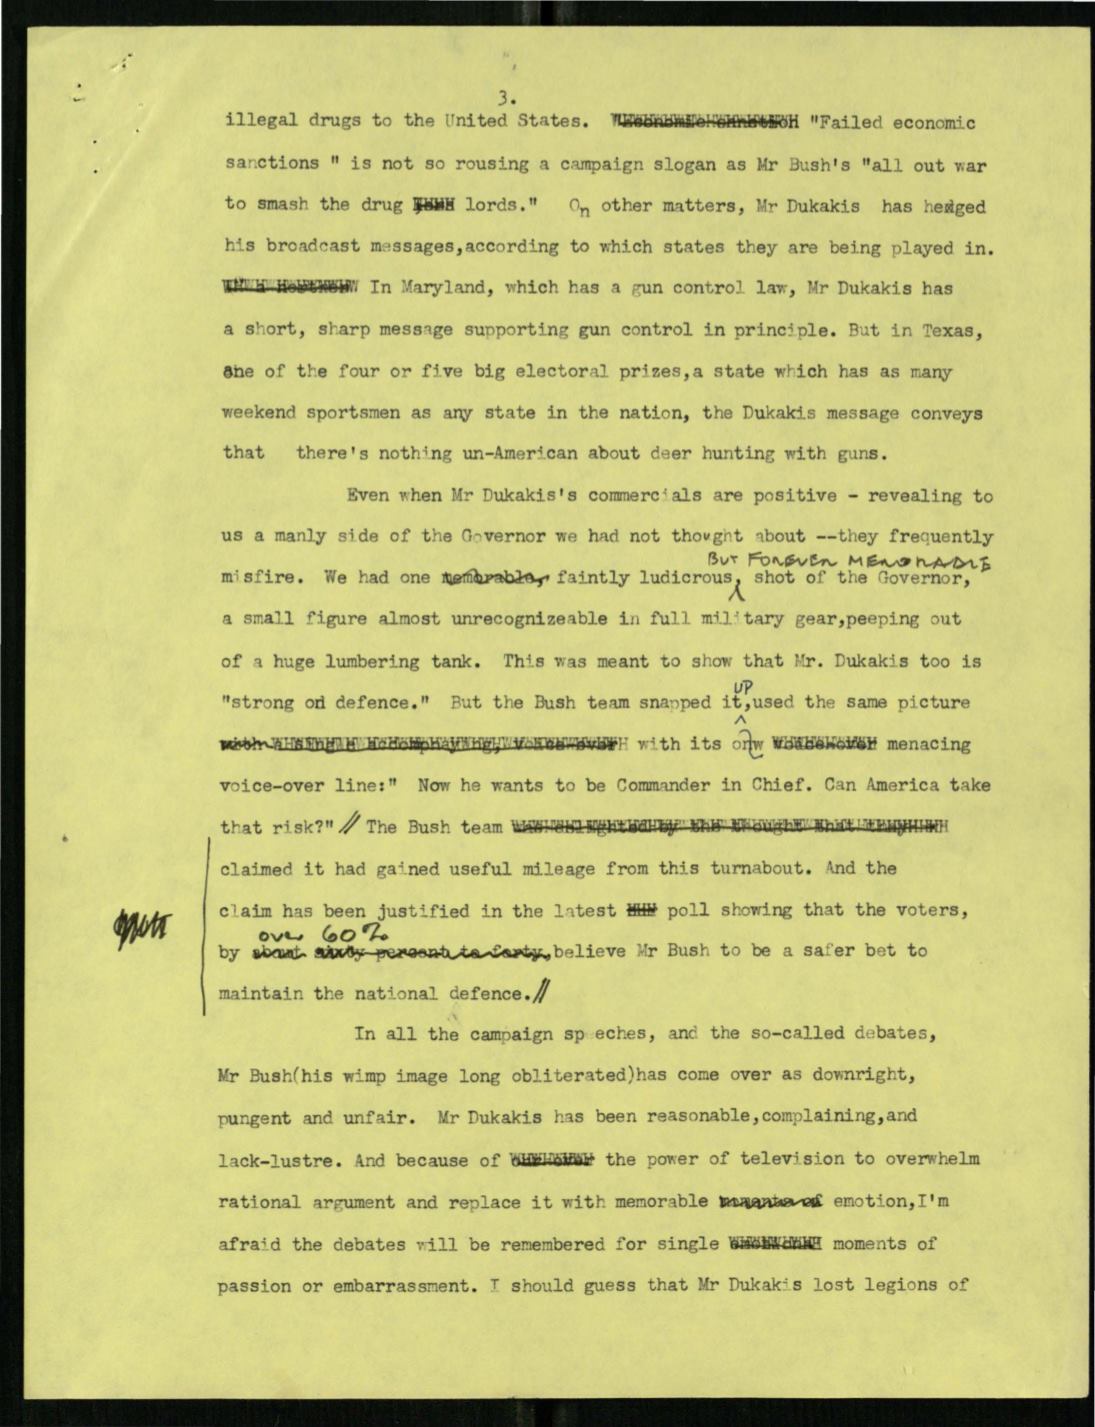 3.
illegal drugs to the United States. "Failed economic
sanctions " is not so rousing a campaign slogan as Mr Bush's "all out war
to smash the drug lords." On other matters, Mr Dukakis has hedged
his broadcast messages,according to which states they are being played in.
In Maryland, which has a gun control law, Mr Dukakis has
a short, sharp message supporting gun control in principle. But in Texas,
one of the four or five big electoral prizes,a state which has as many
weekend sportsmen as any state in the nation, the Dukakis message conveys
that there's nothing un-American about deer hunting with guns.
Even when Mr Dukakis's commercials are positive - revealing to
us a manly side of the Governor we had not thought about --they frequently
BUT FOREVER MEMORABLE
misfire. We had one memorable, faintly ludicrous, shot of the Governor,
a small figure almost unrecognizeable in full military gear,peeping out
of a huge lumbering tank. This was meant to show that Mr. Dukakis too is
UP
"strong on defence." But the Bush team snapped it,used the same picture
with its own menacing
voice-over line:" Now he wants to be Commander in Chief. Can America take
that risk?" // The Bush team
claimed it had gained useful mileage from this turnabout. And the
claim has been justified in the latest poll showing that the voters,
over 60%
by about sixty percent to forty, believe Mr Bush to be a safer bet to
maintain the national defence.//
In all the campaign sp eches, and the so-called debates,
Mr Bush(his wimp image long obliterated)has come over as downright,
pungent and unfair. Mr Dukakis has been reasonable,complaining,and
lack-lustre. And because of the power of television to overwhelm
rational argument and replace it with memorable moments of emotion,I'm
afraid the debates will be remembered for single moments of
passion or embarrassment. I should guess that Mr Dukakis lost legions of